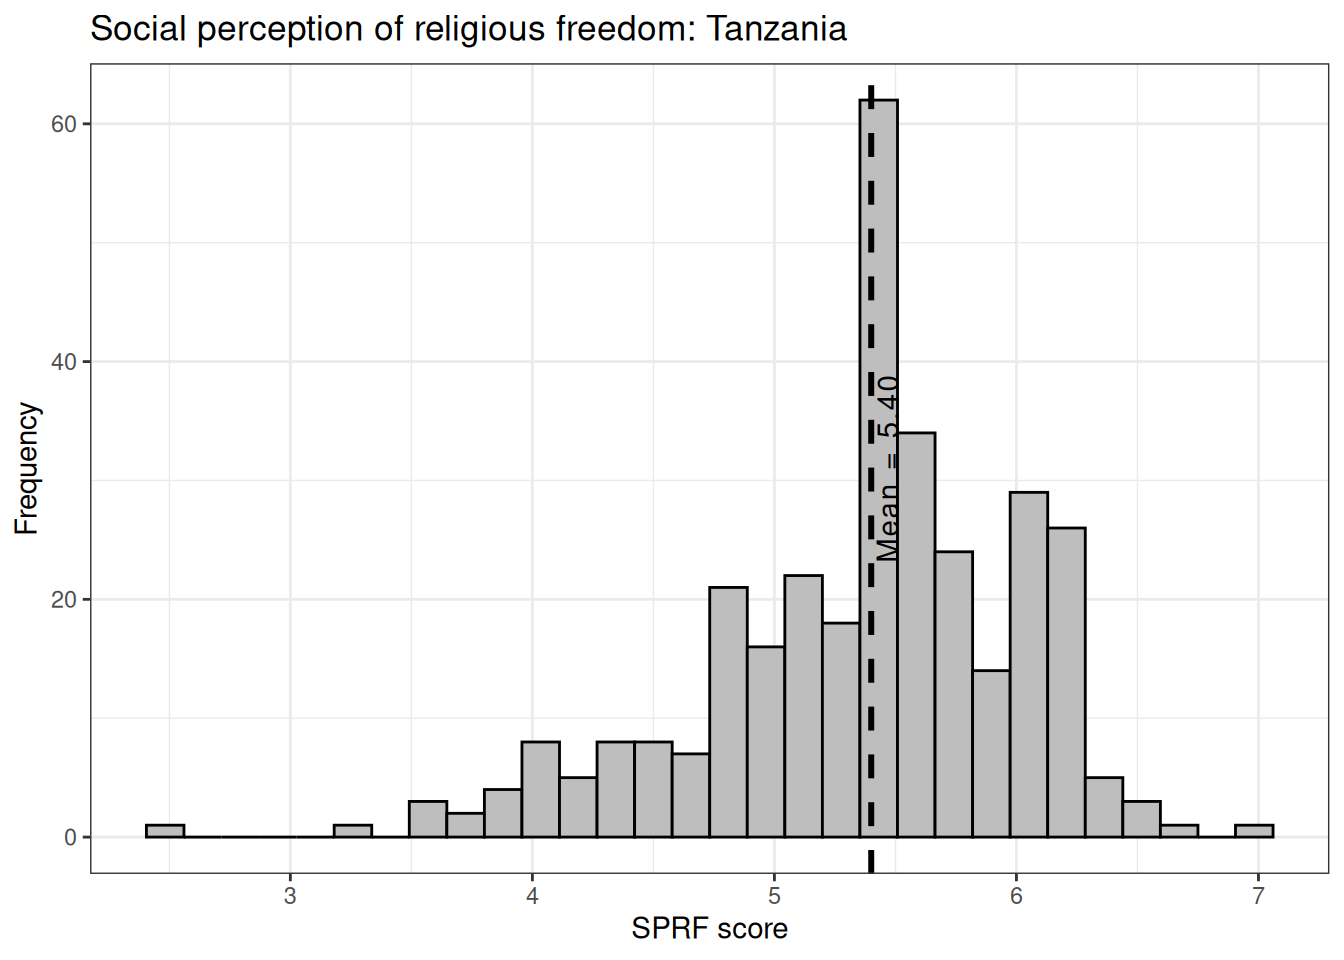 Social perception of religious freedom: Tanzania
60
40
20
0
Frequency
Mean = 5.40
3
4
5
6
7
SPRF score